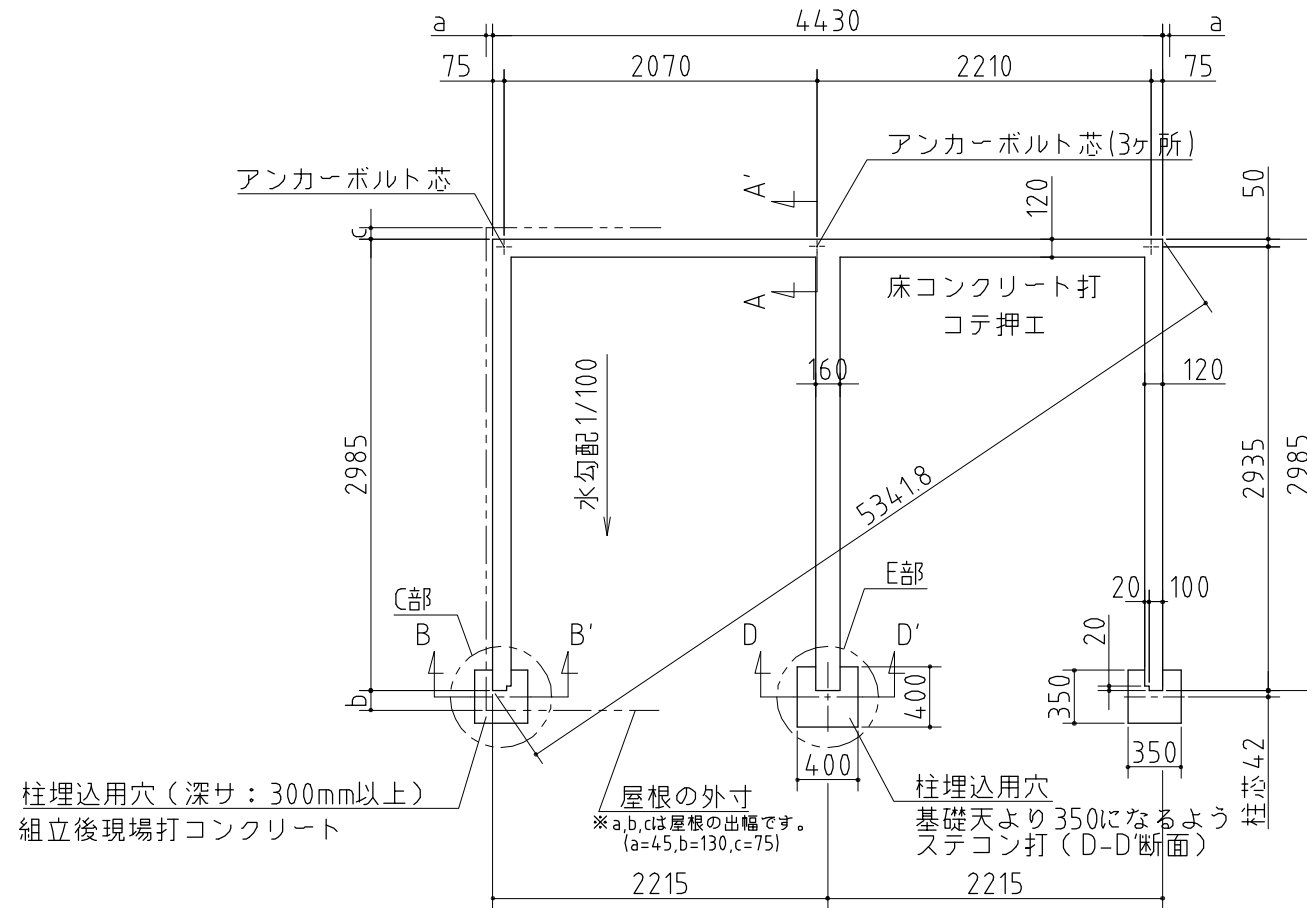 a
4430
a
75
2070
2210
75
アンカーボルト芯(3ヶ所)
アンカーボルト芯
A'
120
50
c
A
床コンクリート打
コテ押エ
160
120
水勾配1/100
2985
5341.8
2935
2985
C部
E部
20
100
B
B'
D
D'
20
b
400
350
400
350
柱芯42
柱埋込用穴(深サ:300mm以上)
組立後現場打コンクリート
屋根の外寸
※a,b,cは屋根の出幅です。
(a=45,b=130,c=75)
柱埋込用穴
基礎天より350になるよう
ステコン打(D-D'断面)
2215
2215